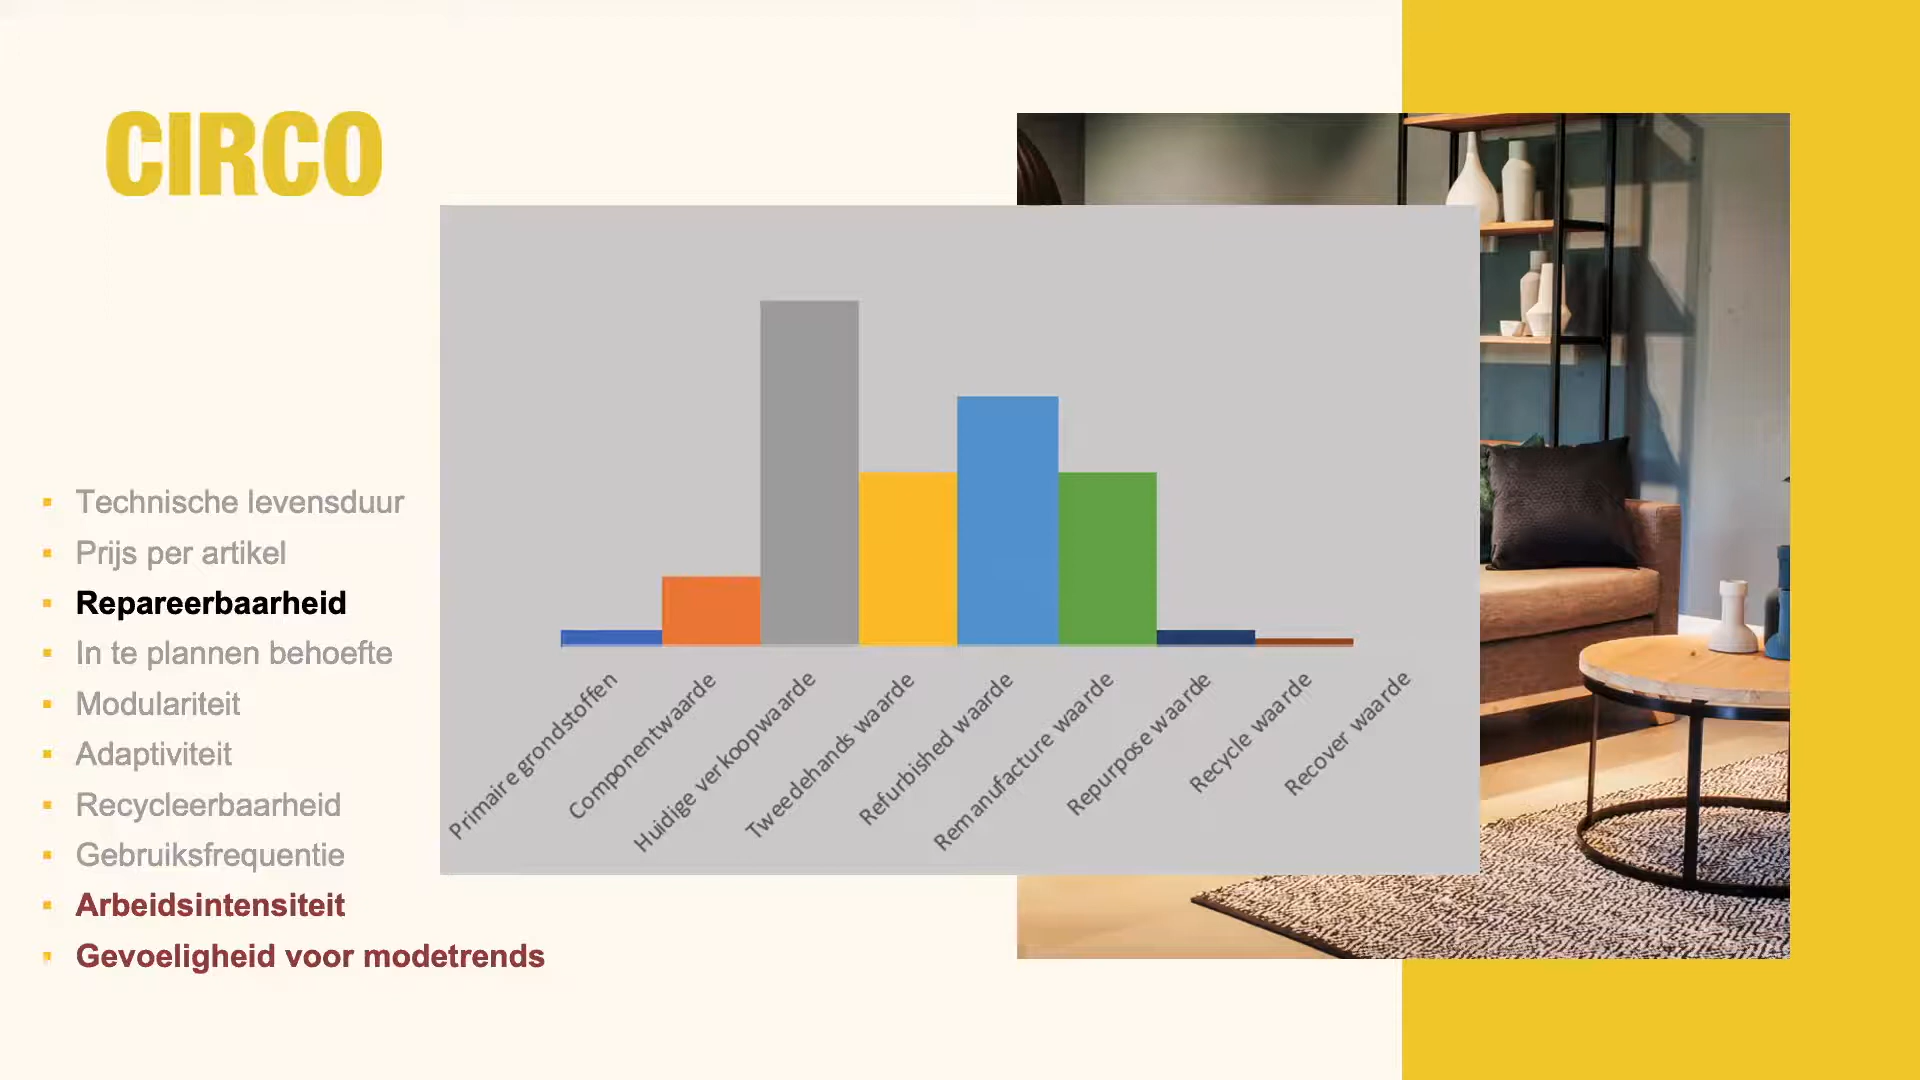 CIRCO
Technische levensduur
Prijs per artikel
Repareerbaarheid
In te plannen behoefte
Modulariteit
Adaptiviteit
Recycleerbaarheid
Gebruiksfrequentie
Arbeidsintensiteit
Gevoeligheid voor modetrends
Primaire grondstoffen
Componentwaarde
Huidige verkoopwaarde
Tweedehands waarde
Refurbished waarde
Remanufacture waarde
Repurpose waarde
Recycle waarde
Recover waarde